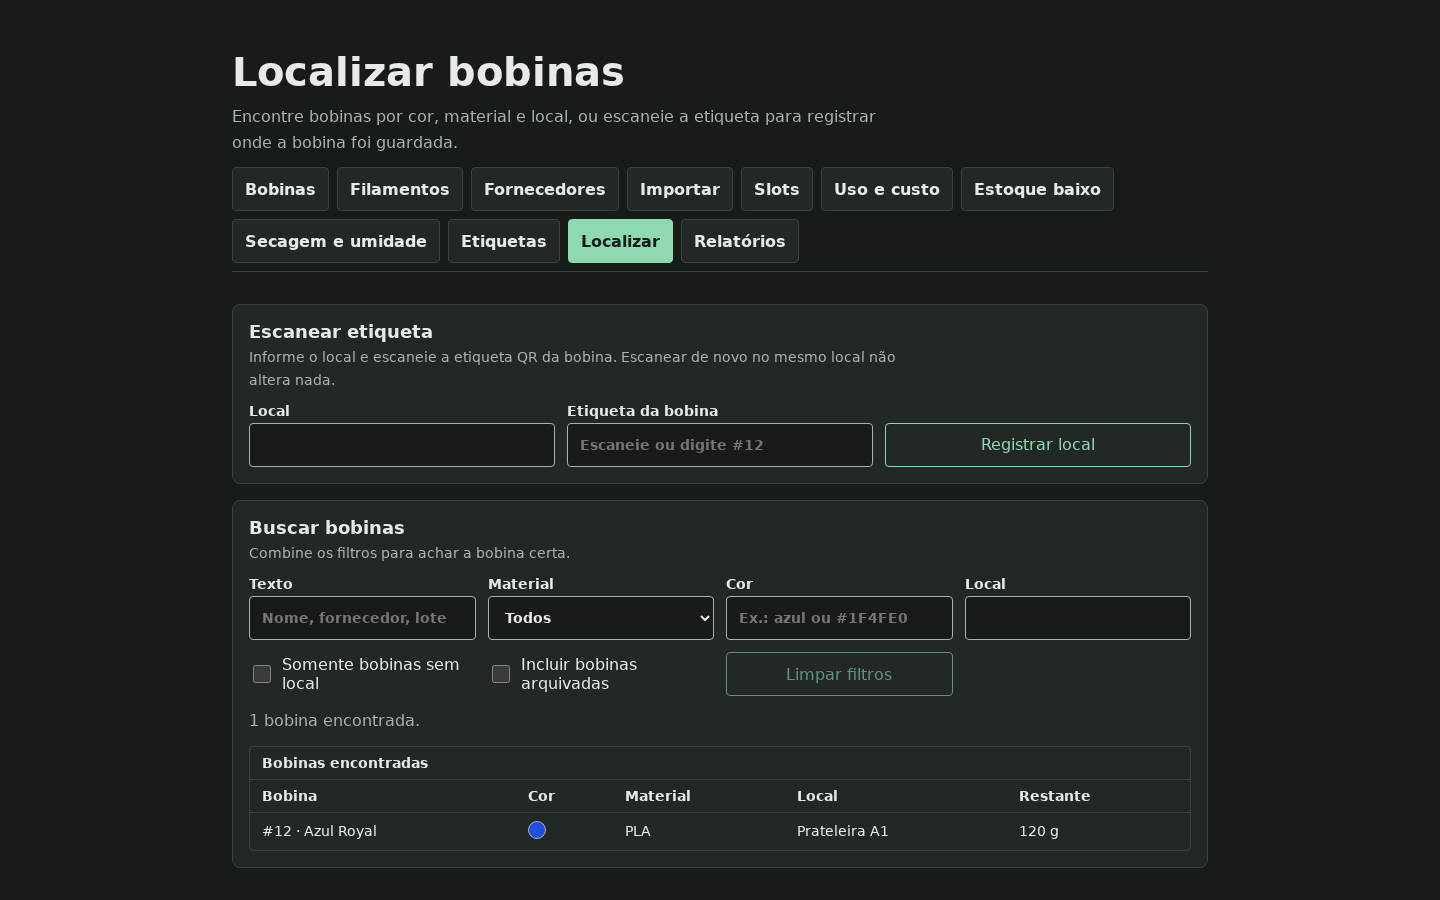 Localizar bobinas
Encontre bobinas por cor, material e local, ou escaneie a etiqueta para registrar
onde a bobina foi guardada.
Bobinas Filamentos Fornecedores Importar Slots Uso e custo Estoque baixo
Secagem e umidade Etiquetas Localizar Relatórios
Escanear etiqueta
Informe o local e escaneie a etiqueta QR da bobina. Escanear de novo no mesmo local não
altera nada.
Local Etiqueta da bobina
Escaneie ou digite #12 Registrar local
Buscar bobinas
Combine os filtros para achar a bobina certa.
Texto Material Cor Local
Nome, fornecedor, lote Todos Ex.: azul ou #1F4FE0
Somente bobinas sem
local
Incluir bobinas
arquivadas
Limpar filtros
1 bobina encontrada.
Bobinas encontradas
Bobina Cor Material Local Restante
#12 · Azul Royal PLA Prateleira A1 120 g